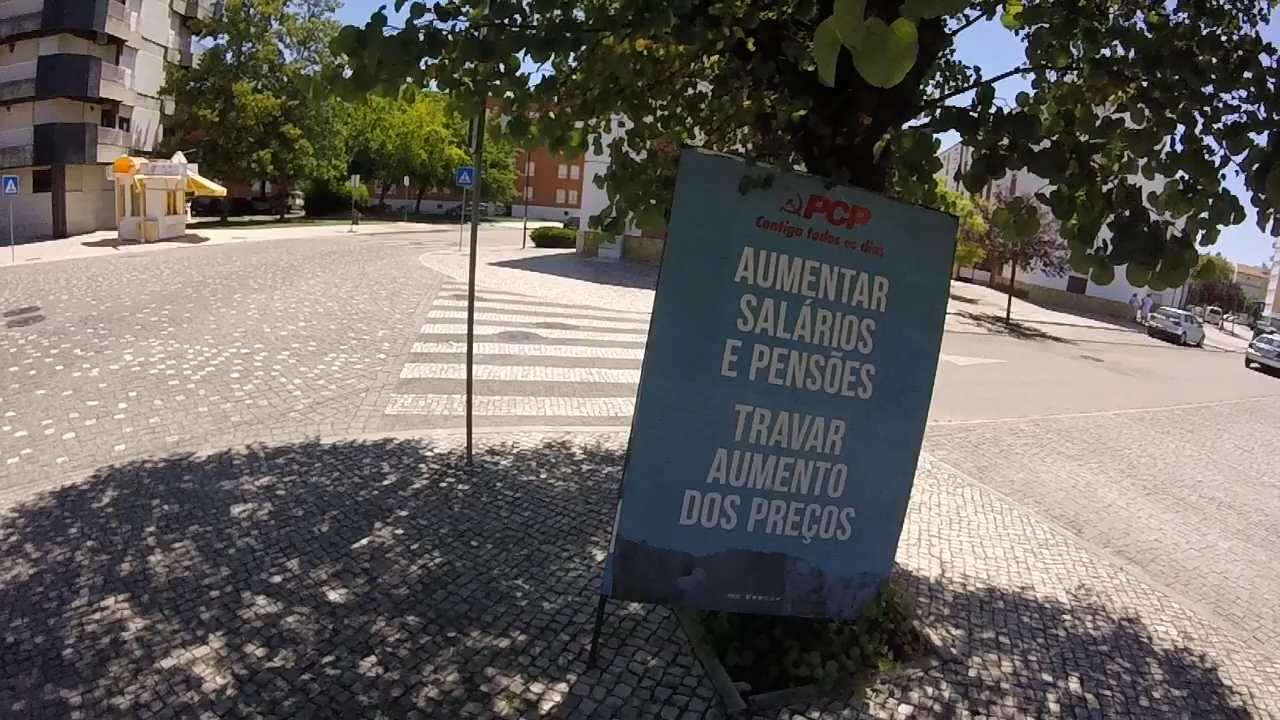 PCP
Contigo todos os dias
AUMENTAR
SALÁRIOS
E PENSÕES
TRAVAR
AUMENTO
DOS PREÇOS